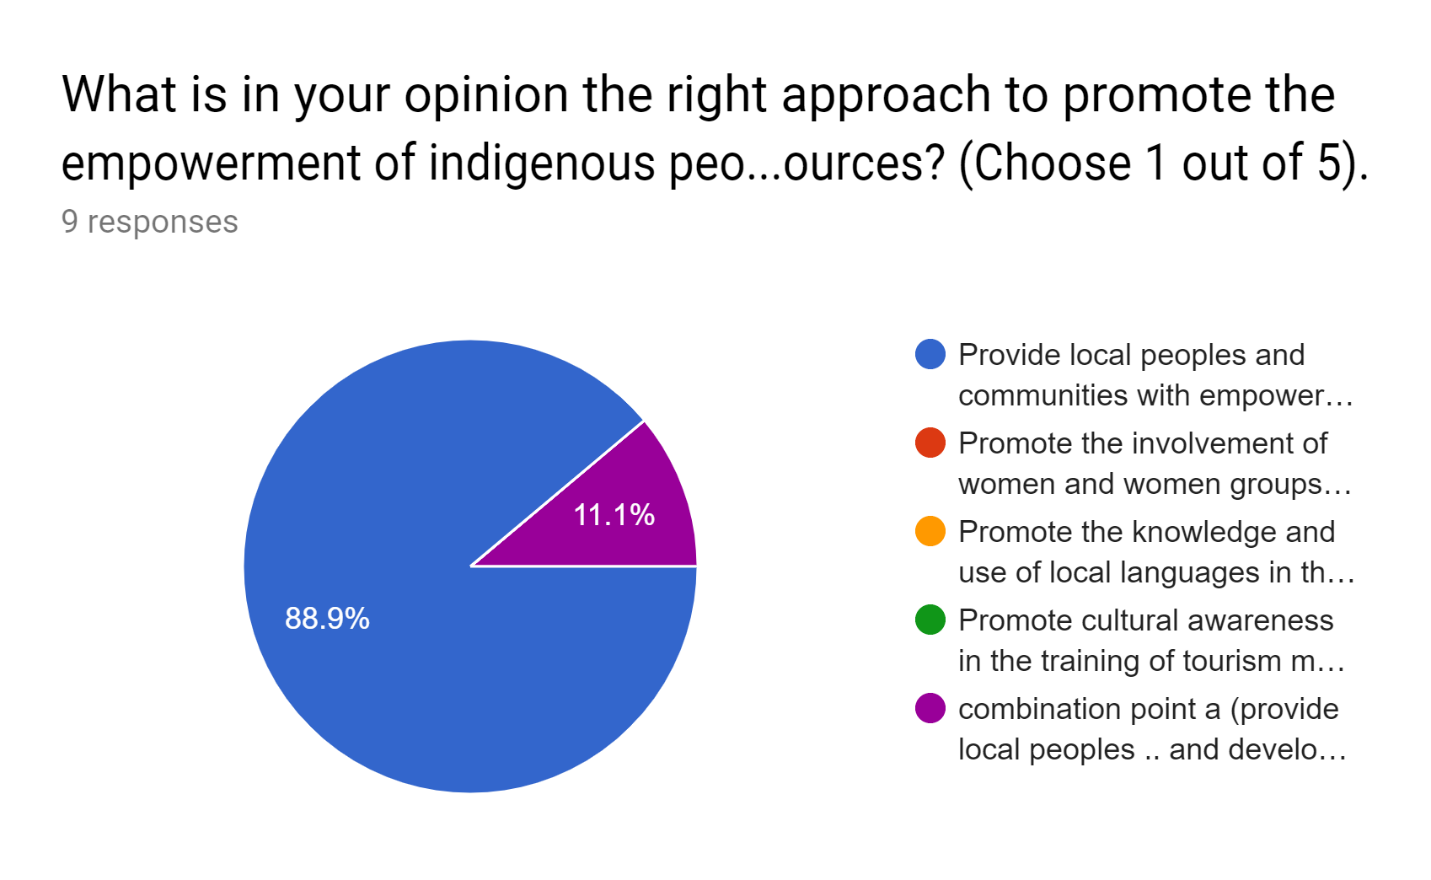 What is in your opinion the right approach to promote the
empowerment of indigenous peo...ources? (Choose 1 out of 5).
9 responses
11.1%
88.9%
Provide local peoples and
communities with empower…
Promote the involvement of
women and women groups…
Promote the knowledge and
use of local languages in th…
Promote cultural awareness
in the training of tourism m…
combination point a (provide
local peoples .. and develo…